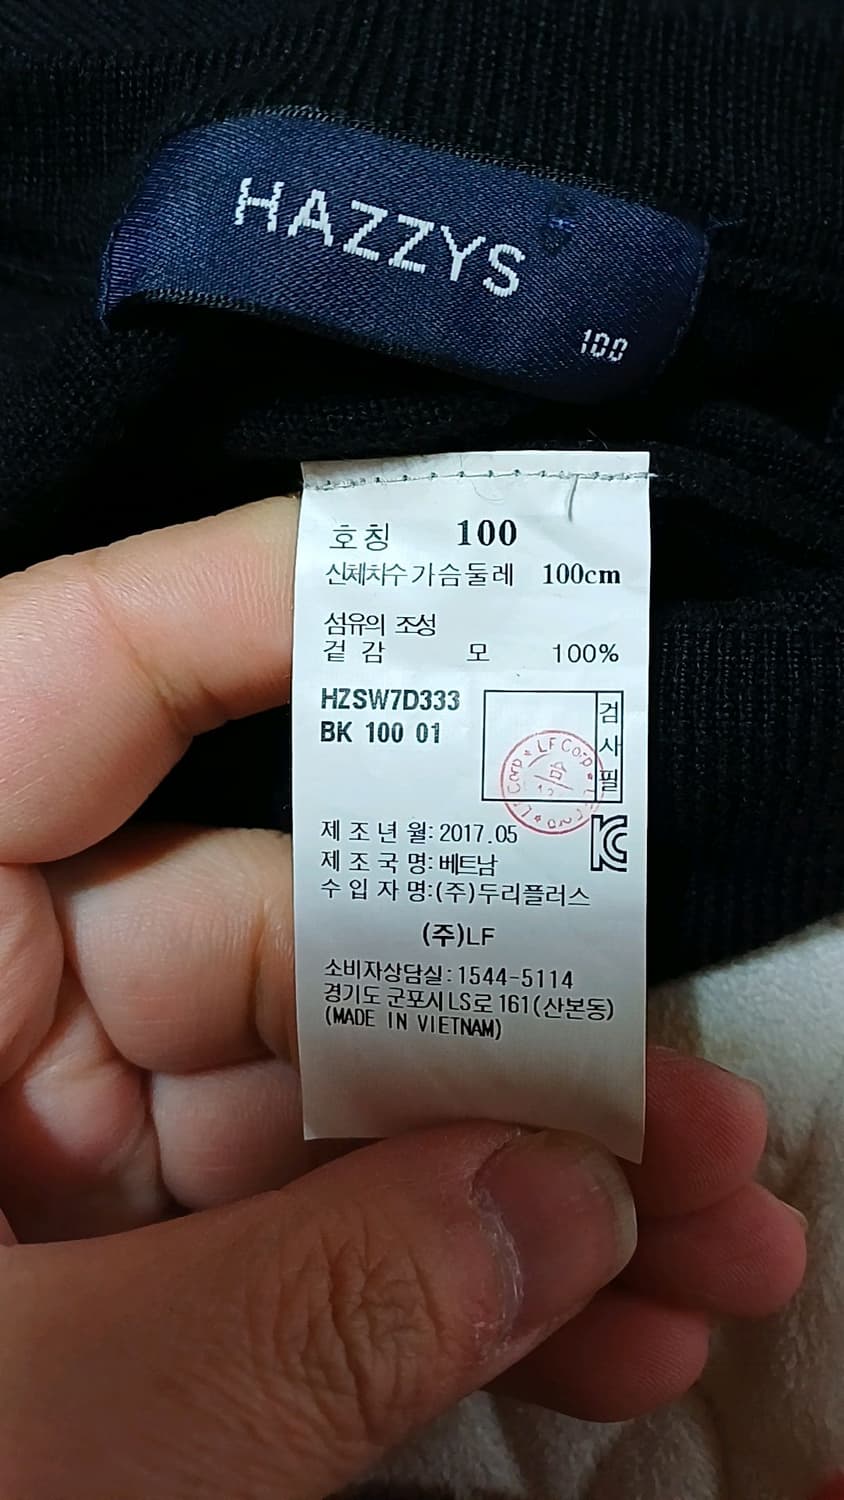 HAZZYS
100
호칭 100
신체치수 가슴둘레 100cm
섬유의 조성
겉감 모 100%
HZSW7D333
BK 100 01
검사필
LF Corp
제조년월: 2017.05
제조국명: 베트남
수입자명:(주)두리플러스
(주)LF
소비자상담실: 1544-5114
경기도 군포시 LS로 161(산본동)
(MADE IN VIETNAM)